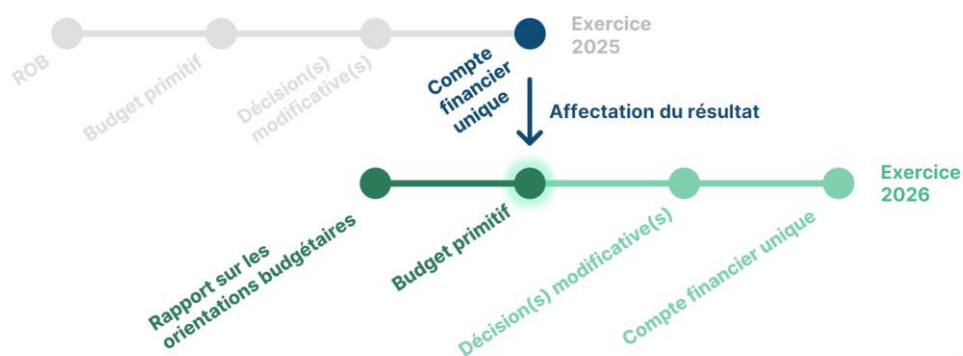 ROB
Budget primitif
Décision(s)
modificative(s)
Compte
financier
unique
Exercice
2025
Affectation du résultat
Rapport sur les
orientations budgétaires
Budget primitif
Décision(s) modificative(s)
Compte financier unique
Exercice
2026